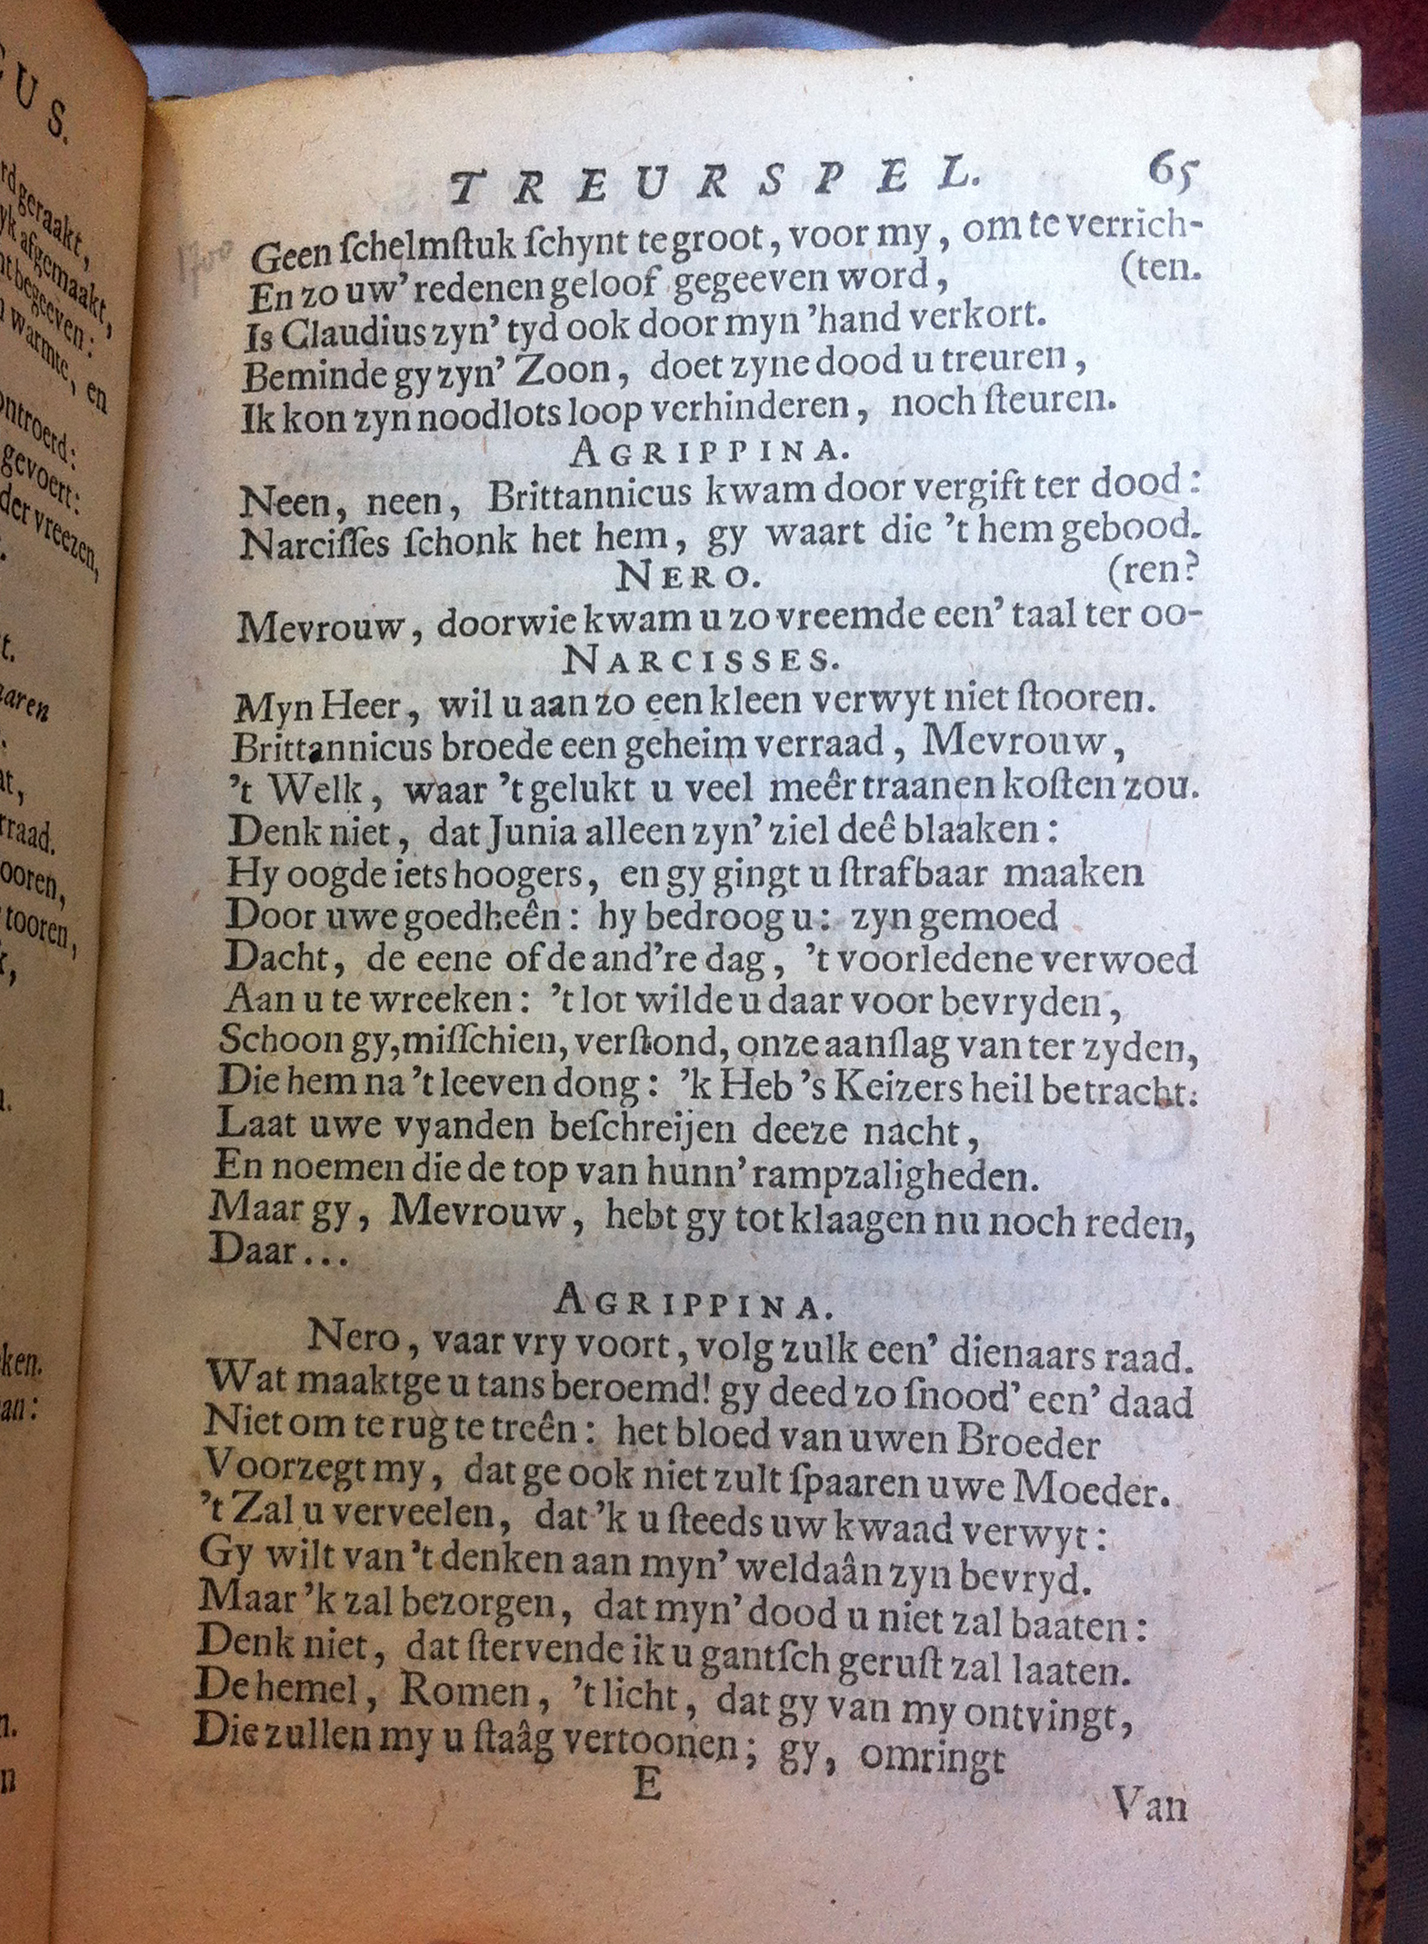 TREURSPEL. 65
Geen ſchelmſtuk ſchynt te groot, voor my, om te verrich-
(ten.
En zo uw’ redenen geloof gegeeven word,
Is Claudius zyn’ tyd ook door myn ’hand verkort.
Beminde gy zyn’ Zoon, doet zyne dood u treuren,
Ik kon zyn noodlots loop verhinderen, noch ſteuren.
AGRIPPINA.
Neen, neen, Brittannicus kwam door vergift ter dood:
Narciſſes ſchonk het hem, gy waart die ’t hem gebood.
NERO. (ren?
Mevrouw, door wie kwam u zo vreemde een’ taal ter oo-
NARCISSES.
Myn Heer, wil u aan zo een kleen verwyt niet ſtooren.
Brittannicus broede een geheim verraad, Mevrouw,
’t Welk, waar ’t gelukt u veel meêr traanen koſten zou.
Denk niet, dat Junia alleen zyn’ ziel deê blaaken:
Hy oogde iets hoogers, en gy gingt u ſtrafbaar maaken
Door uwe goedheên: hy bedroog u: zyn gemoed
Dacht, de eene of de and’re dag, ’t voorledene verwoed
Aan u te wreeken: ’t lot wilde u daar voor bevryden,
Schoon gy, miſſchien, verſtond, onze aanſlag van ter zyden,
Die hem na ’t leeven dong: ’k Heb ’s Keizers heil betracht.
Laat uwe vyanden beſchreijen deeze nacht,
En noemen die de top van hunn’ rampzaligheden.
Maar gy, Mevrouw, hebt gy tot klaagen nu noch reden,
Daar...
AGRIPPINA.
Nero, vaar vry voort, volg zulk een’ dienaars raad.
Wat maaktge u tans beroemd! gy deed zo ſnood’ een’ daad
Niet om te rug te treên: het bloed van uwen Broeder
Voorzegt my, dat ge ook niet zult ſpaaren uwe Moeder.
’t Zal u verveelen, dat ’k u ſteeds uw kwaad verwyt:
Gy wilt van ’t denken aan myn’ weldaân zyn bevryd.
Maar ’k zal bezorgen, dat myn’ dood u niet zal baaten:
Denk niet, dat ſtervende ik u gantſch geruſt zal laaten.
De hemel, Romen, ’t licht, dat gy van my ontvingt,
Die zullen my u ſtaâg vertoonen; gy, omringt
E
Van